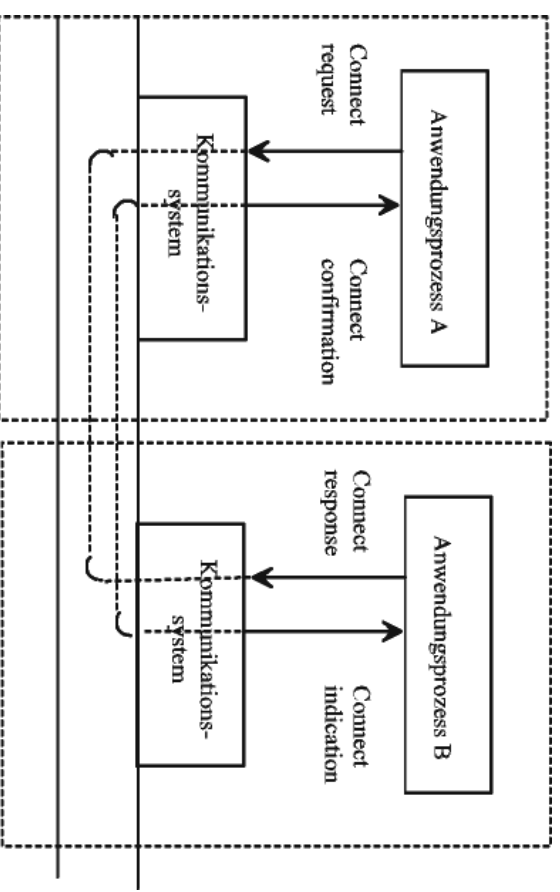 Anwendungsprozess A
Connect
request
Connect
confirmation
Kommunikations-
system
Anwendungsprozess B
Connect
response
Connect
indication
Kommunikations-
system